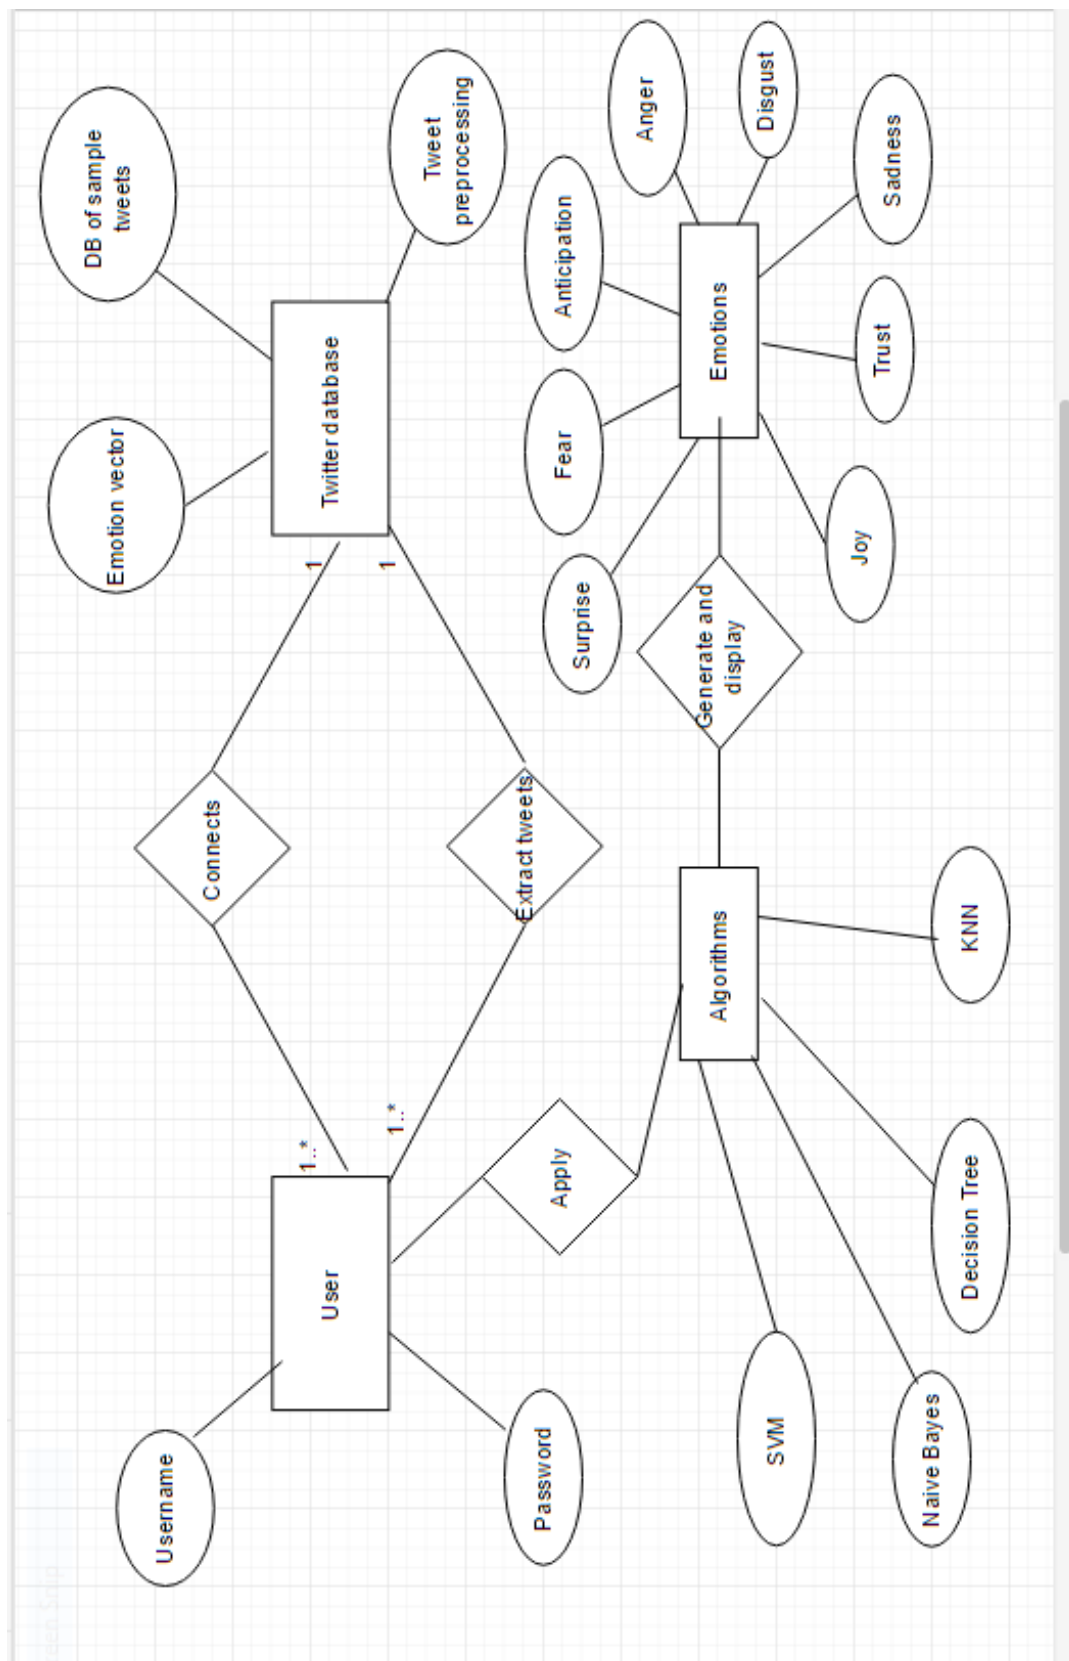 DB of sample
tweets
Emotion vector
Twitter database
Tweet
preprocessing
1
1
Connects
Extract tweets
1..*
1..*
User
Username
Password
Apply
Algorithms
SVM
Naive Bayes
Decision Tree
KNN
Generate and
display
Emotions
Surprise
Fear
Anticipation
Anger
Disgust
Sadness
Trust
Joy